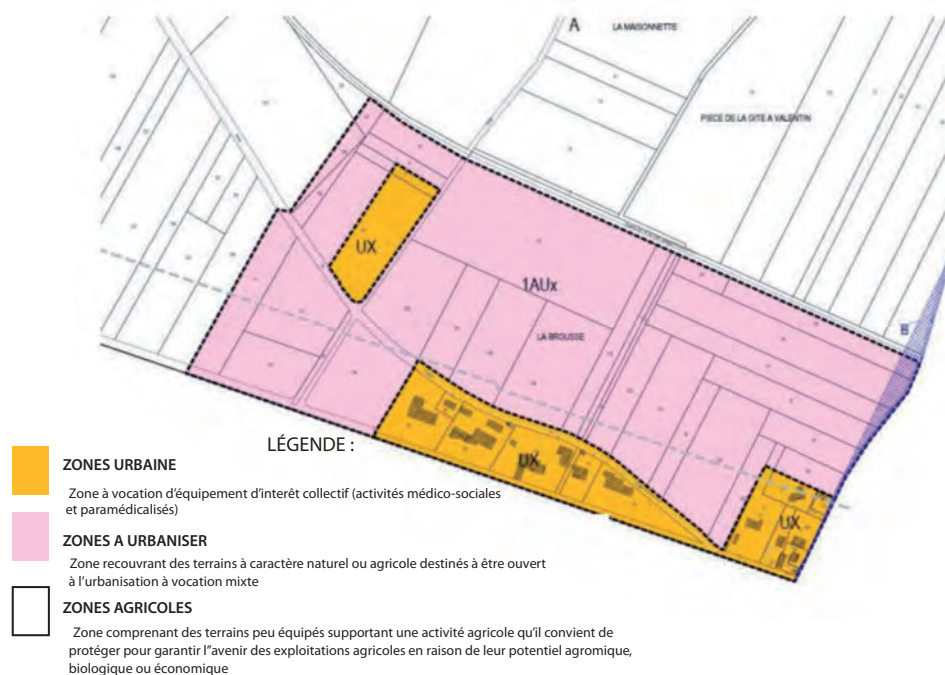 A
LA MAISONNETTE
PIECE DE LA GITE A VALENTIN
UX
1AUx
LA BROUSSE
UX
UX
LÉGENDE :
ZONES URBAINE
Zone à vocation d'équipement d'interêt collectif (activités médico-sociales
et paramédicalisés)
ZONES A URBANISER
Zone recouvrant des terrains à caractère naturel ou agricole destinés à être ouvert
à l'urbanisation à vocation mixte
ZONES AGRICOLES
Zone comprenant des terrains peu équipés supportant une activité agricole qu'il convient de
protéger pour garantir l"avenir des exploitations agricoles en raison de leur potentiel agromique,
biologique ou économique